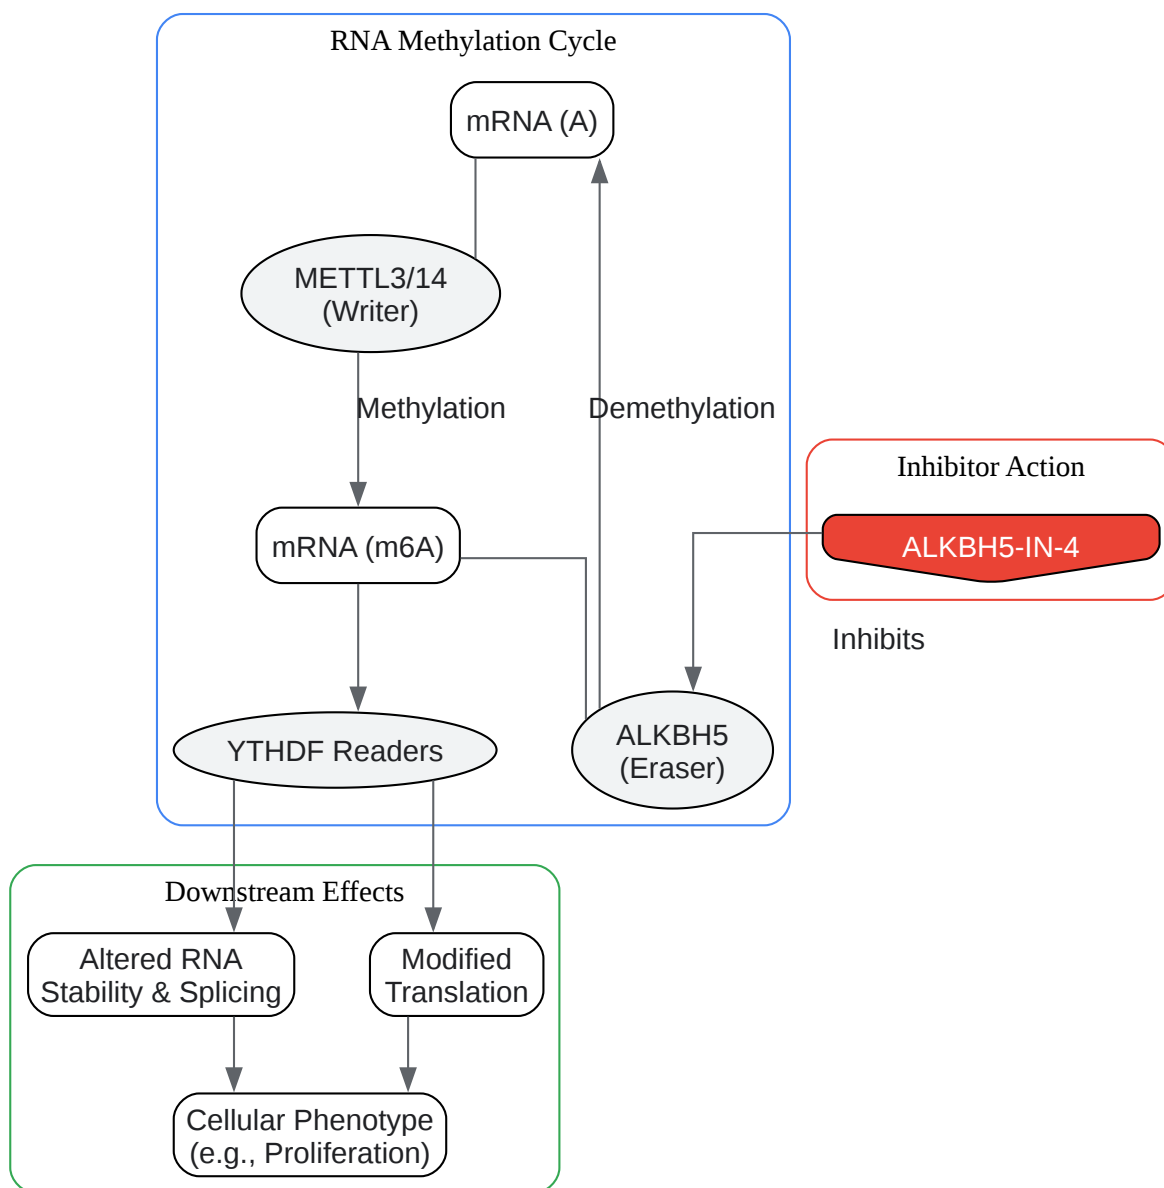 RNA Methylation Cycle
mRNA (A)
METTL3/14
(Writer)
Methylation
Demethylation
Inhibitor Action
ALKBH5-IN-4
mRNA (m6A)
Inhibits
YTHDF Readers
ALKBH5
(Eraser)
Downstream Effects
Altered RNA
Stability & Splicing
Modified
Translation
Cellular Phenotype
(e.g., Proliferation)